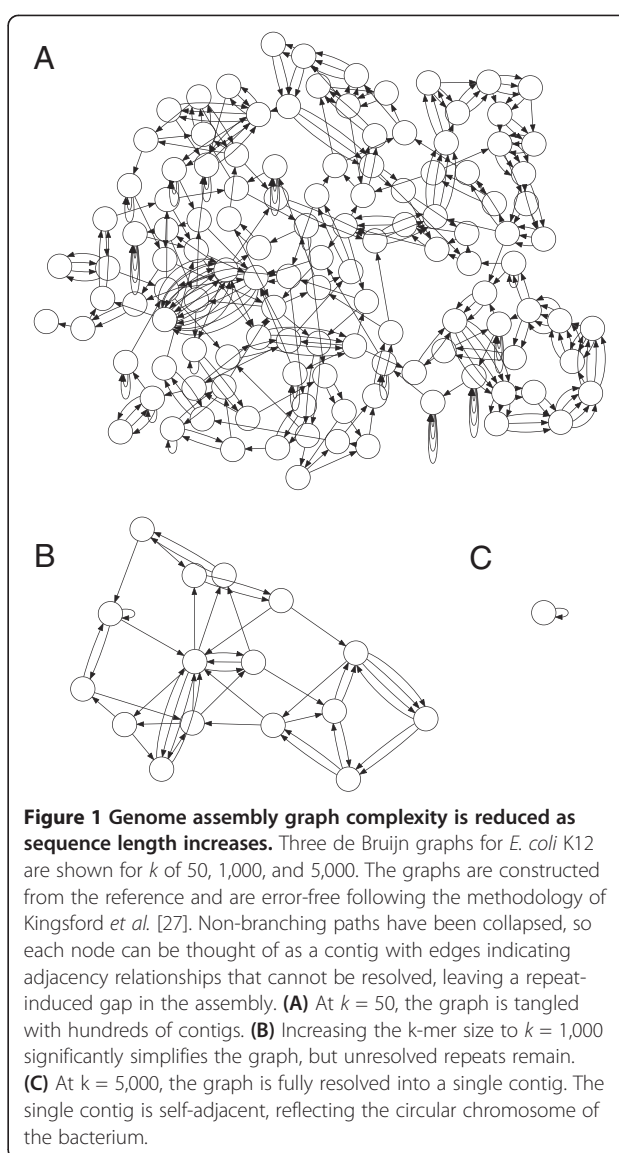 A
B
C
Figure 1 Genome assembly graph complexity is reduced as
sequence length increases. Three de Bruijn graphs for E. coli K12
are shown for k of 50, 1,000, and 5,000. The graphs are constructed
from the reference and are error-free following the methodology of
Kingsford et al. [27]. Non-branching paths have been collapsed, so
each node can be thought of as a contig with edges indicating
adjacency relationships that cannot be resolved, leaving a repeat-
induced gap in the assembly. (A) At k = 50, the graph is tangled
with hundreds of contigs. (B) Increasing the k-mer size to k = 1,000
significantly simplifies the graph, but unresolved repeats remain.
(C) At k = 5,000, the graph is fully resolved into a single contig. The
single contig is self-adjacent, reflecting the circular chromosome of
the bacterium.